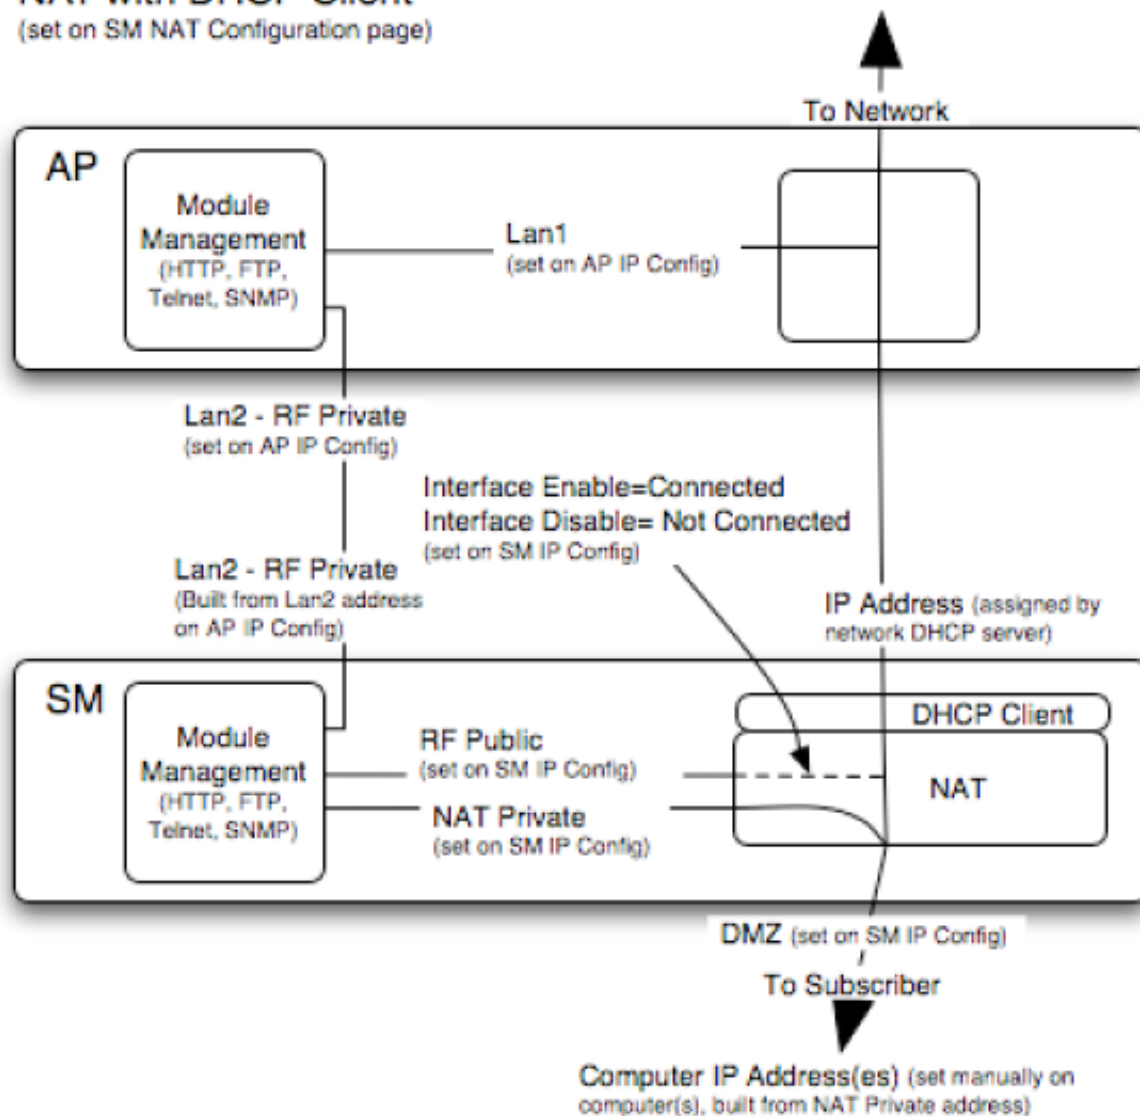 NAT with DHCP Client
(set on SM NAT Configuration page)
To Network
AP
Module
Management
(HTTP, FTP,
Telnet, SNMP)
Lan1
(set on AP IP Config)
Lan2 - RF Private
(set on AP IP Config)
Interface Enable=Connected
Interface Disable= Not Connected
(set on SM IP Config)
Lan2 - RF Private
(Built from Lan2 address
on AP IP Config)
IP Address (assigned by
network DHCP server)
SM
Module
Management
(HTTP, FTP,
Telnet, SNMP)
RF Public
(set on SM IP Config)
NAT Private
(set on SM IP Config)
DHCP Client
NAT
DMZ (set on SM IP Config)
To Subscriber
Computer IP Address(es) (set manually on
computer(s), built from NAT Private address)